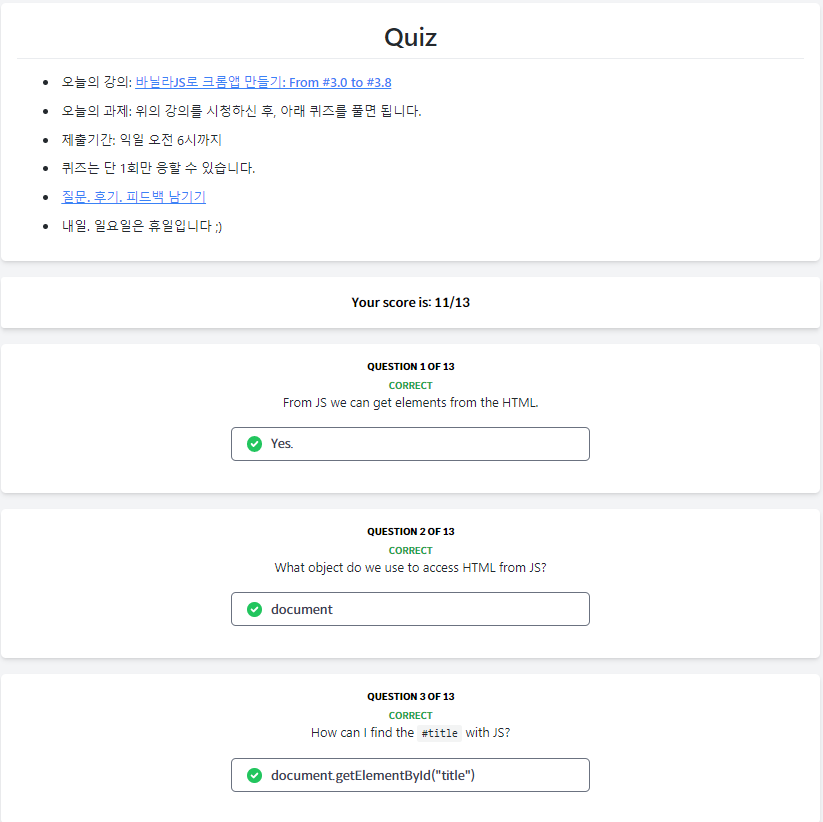 Quiz
오늘의 강의: 바닐라JS로 크롬앱 만들기: From #3.0 to #3.8
오늘의 과제: 위의 강의를 시청하신 후, 아래 퀴즈를 풀면 됩니다.
제출기간: 익일 오전 6시까지
퀴즈는 단 1회만 응할 수 있습니다.
질문. 후기. 피드백 남기기
내일. 일요일은 휴일입니다 ;)
Your score is: 11/13
QUESTION 1 OF 13
CORRECT
From JS we can get elements from the HTML.
Yes.
QUESTION 2 OF 13
CORRECT
What object do we use to access HTML from JS?
document
QUESTION 3 OF 13
CORRECT
How can I find the #title with JS?
document.getElementById("title")